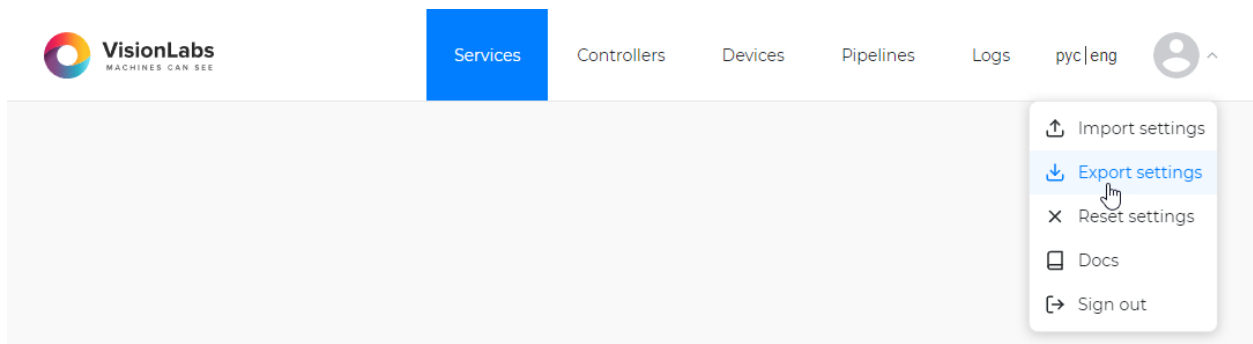 VisionLabs
MACHINES CAN SEE
Services Controllers Devices Pipelines Logs рус|eng
Import settings
Export settings
Reset settings
Docs
Sign out